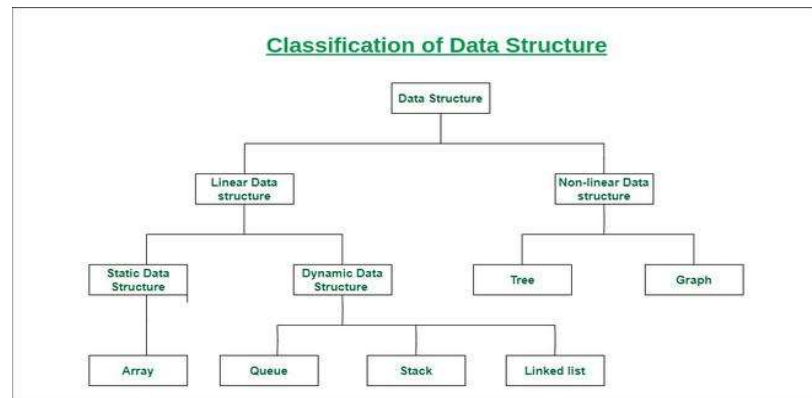 Classification of Data Structure
Data Structure
Linear Data
structure
Non-linear Data
structure
Static Data
Structure
Dynamic Data
Structure
Tree
Graph
Array
Queue
Stack
Linked list